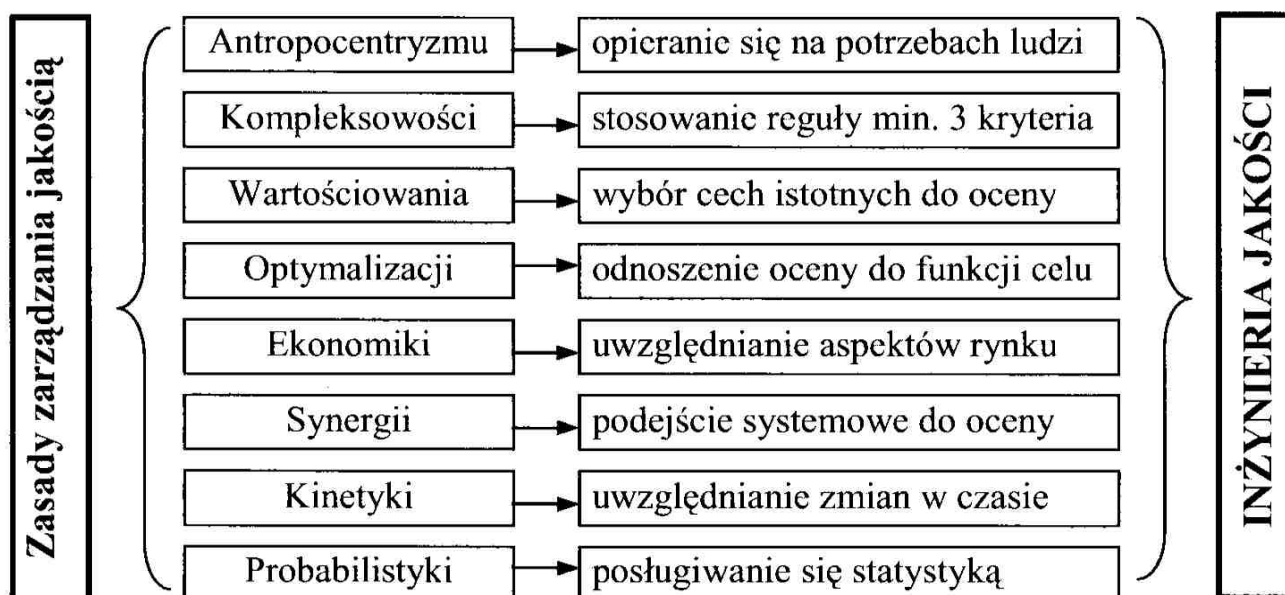 Zasady zarządzania jakością
Antropocentryzmu
opieranie się na potrzebach ludzi
Kompleksowości
stosowanie reguły min. 3 kryteria
Wartościowania
wybór cech istotnych do oceny
Optymalizacji
odnoszenie oceny do funkcji celu
Ekonomiki
uwzględnianie aspektów rynku
Synergii
podejście systemowe do oceny
Kinetyki
uwzględnianie zmian w czasie
Probabilistyki
posługiwanie się statystyką
INŻYNIERIA JAKOŚCI